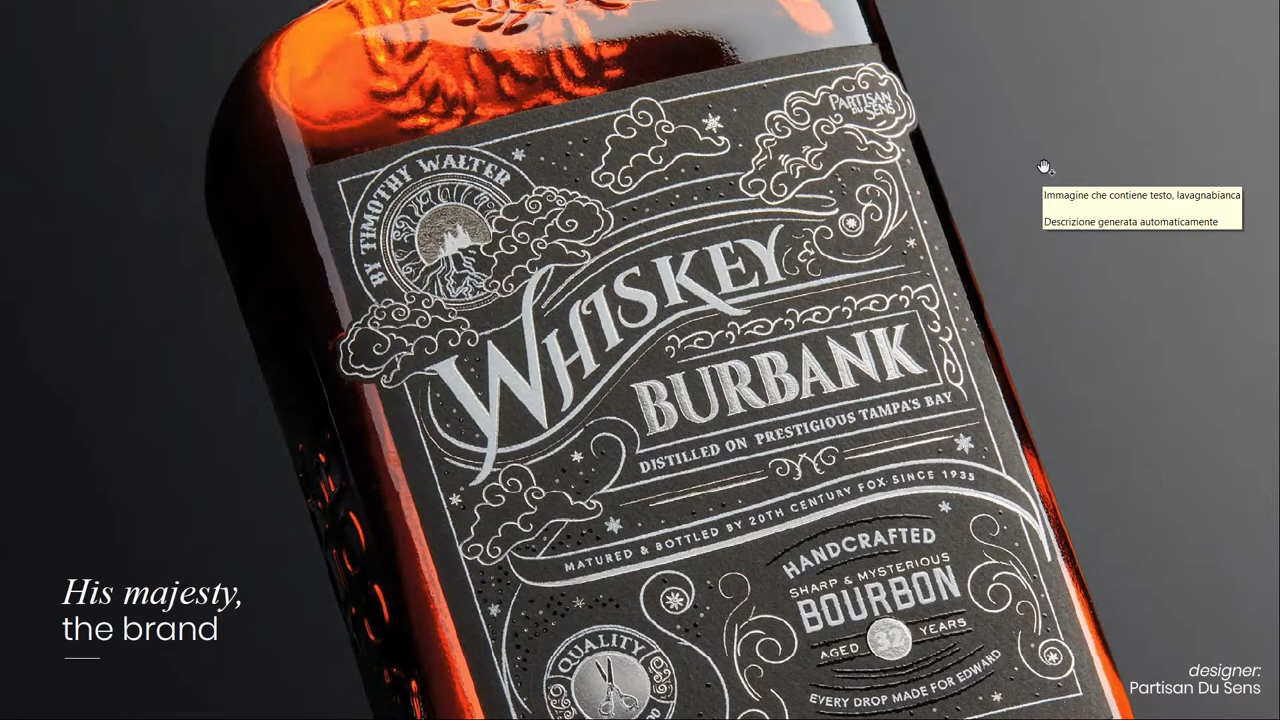 PARTISAN
DU
SENS
BY TIMOTHY WALTER
WHISKEY
BURBANK
DISTILLED ON PRESTIGIOUS TAMPA'S BAY
MATURED & BOTTLED BY 20TH CENTURY FOX·SINCE 1935
HANDCRAFTED
SHARP & MYSTERIOUS
BOURBON
AGED 32 YEARS
EVERY DROP MADE FOR EDWARD
QUALITY
Immagine che contiene testo, lavagnabianca
Descrizione generata automaticamente
His majesty,
the brand
designer:
Partisan Du Sens